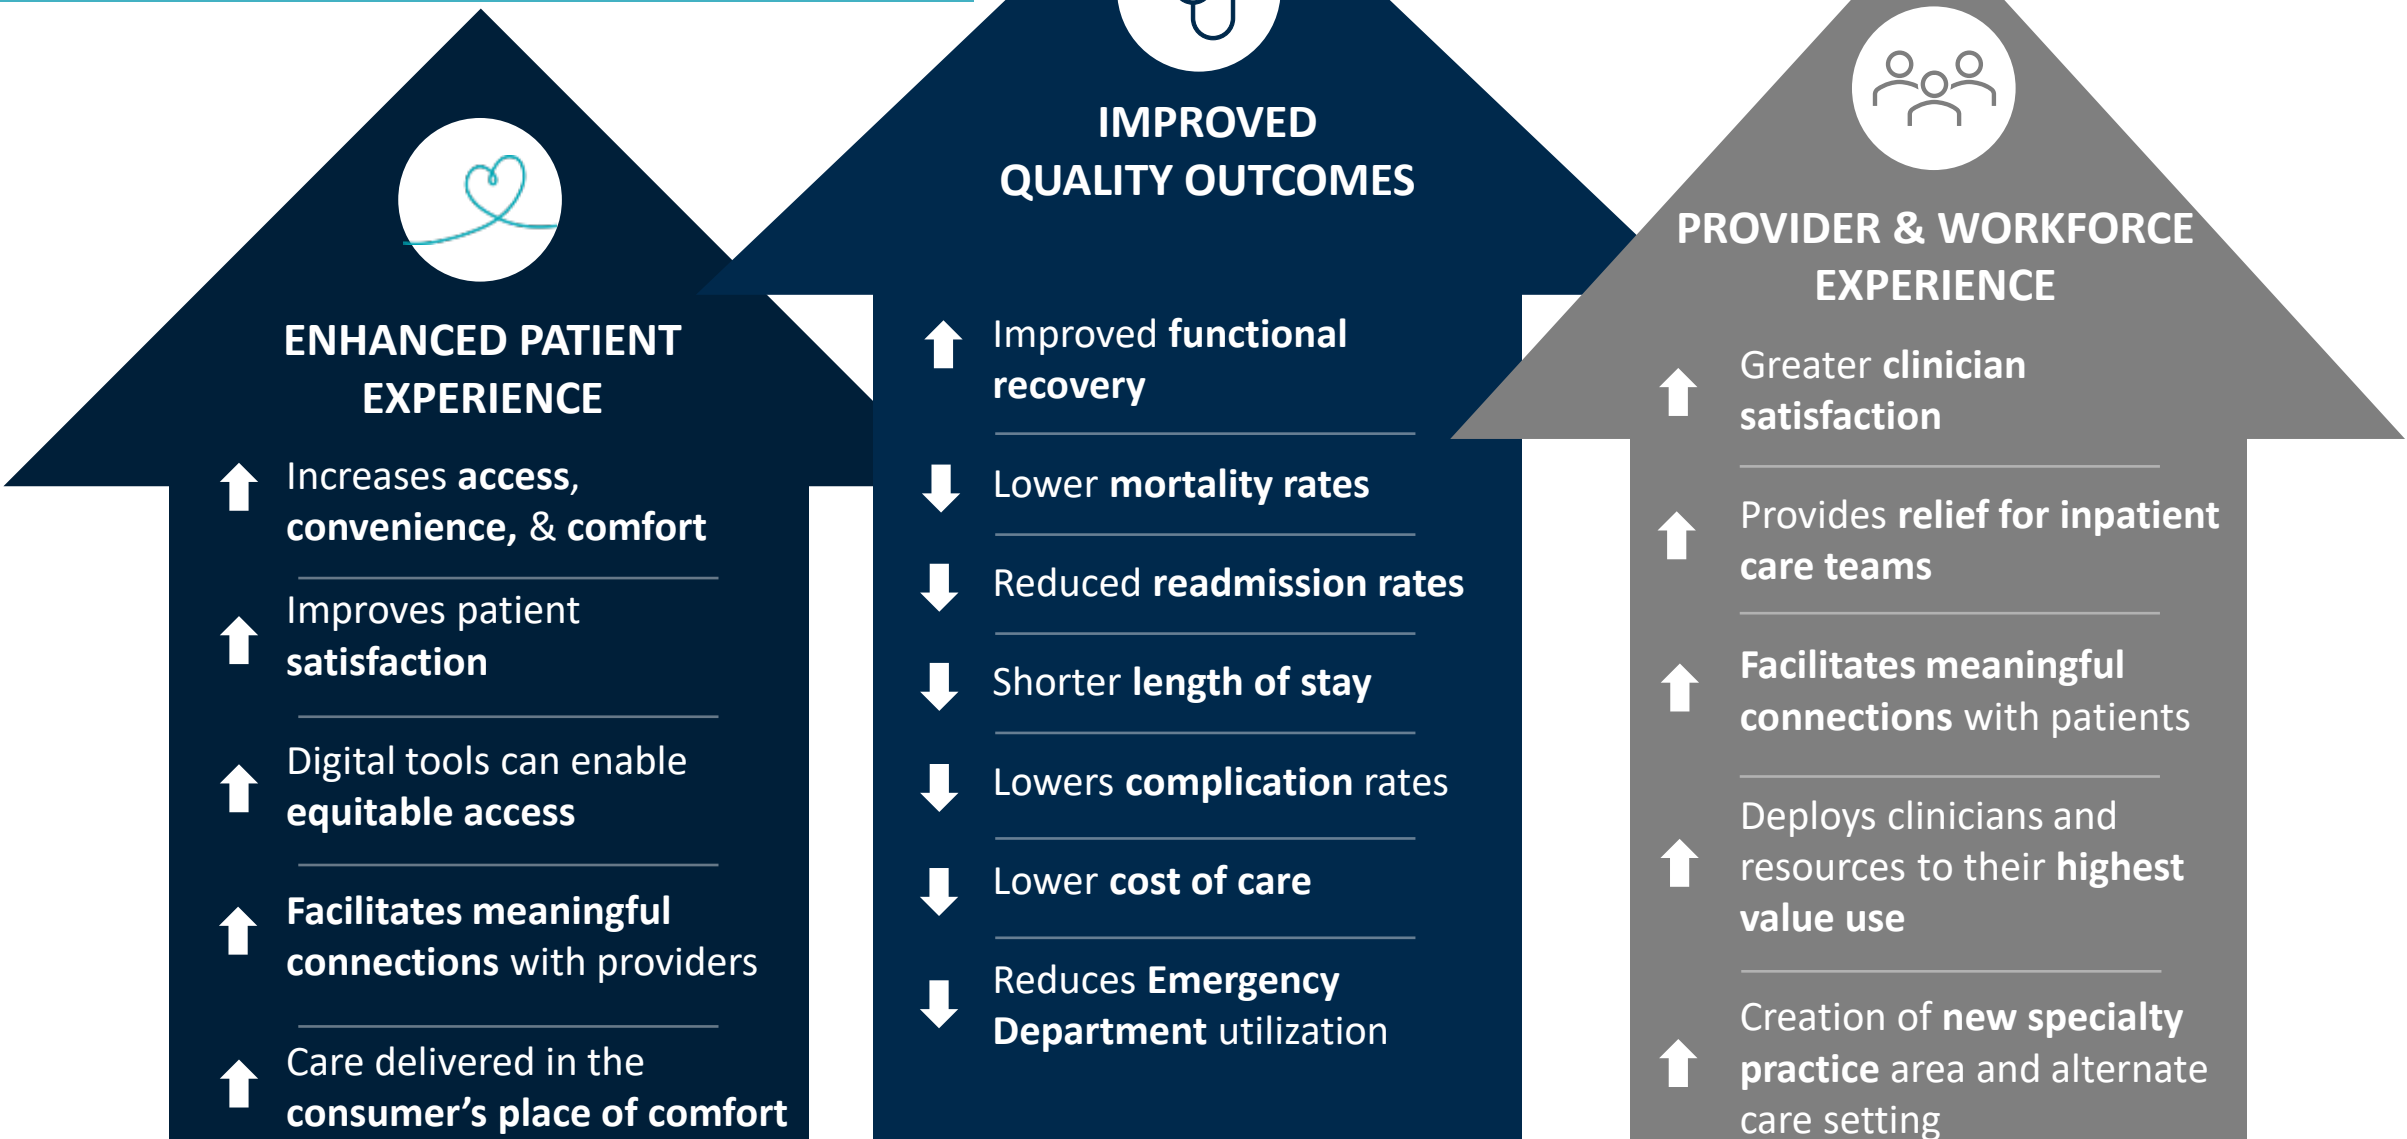 ENHANCED PATIENT
EXPERIENCE
Increases access,
convenience, & comfort
Improves patient
satisfaction
Digital tools can enable
equitable access
Facilitates meaningful
connections with providers
Care delivered in the
consumer’s place of comfort
IMPROVED
QUALITY OUTCOMES
Improved functional
recovery
Lower mortality rates
Reduced readmission rates
Shorter length of stay
Lowers complication rates
Lower cost of care
Reduces Emergency
Department utilization
PROVIDER & WORKFORCE
EXPERIENCE
Greater clinician
satisfaction
Provides relief for inpatient
care teams
Facilitates meaningful
connections with patients
Deploys clinicians and
resources to their highest
value use
Creation of new specialty
practice area and alternate
care setting